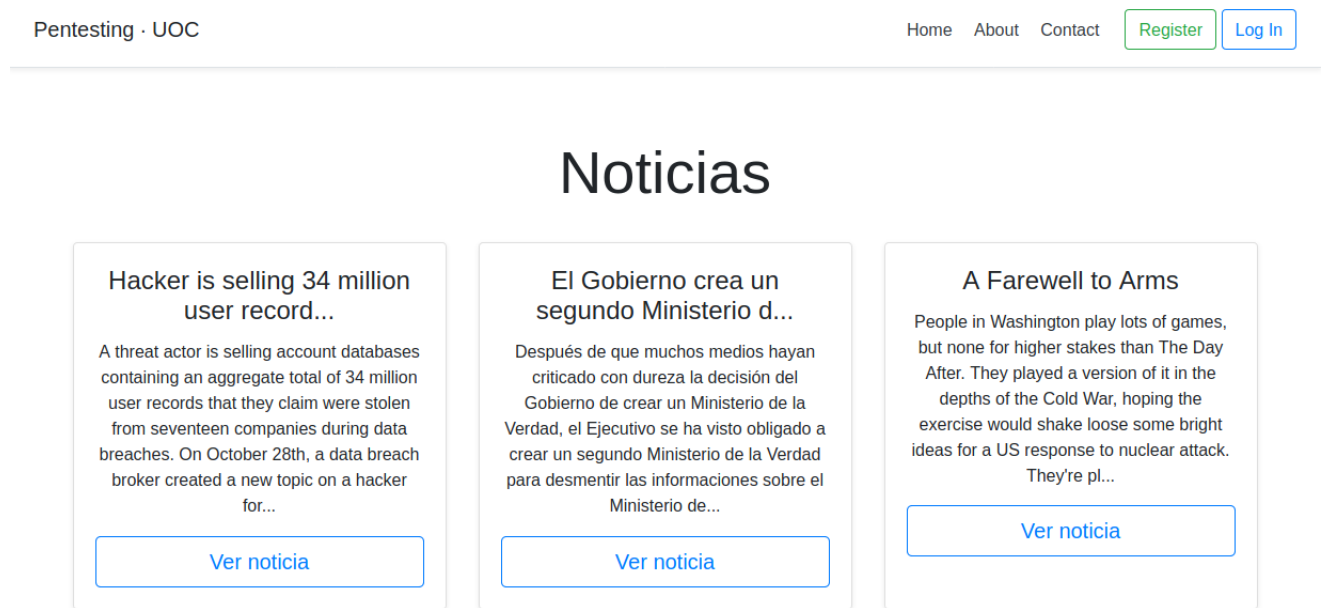 Pentesting · UOC
Home About Contact Register Log In
Noticias
Hacker is selling 34 million
user record...
A threat actor is selling account databases
containing an aggregate total of 34 million
user records that they claim were stolen
from seventeen companies during data
breaches. On October 28th, a data breach
broker created a new topic on a hacker
for...
Ver noticia
El Gobierno crea un
segundo Ministerio d...
Después de que muchos medios hayan
criticado con dureza la decisión del
Gobierno de crear un Ministerio de la
Verdad, el Ejecutivo se ha visto obligado a
crear un segundo Ministerio de la Verdad
para desmentir las informaciones sobre el
Ministerio de...
Ver noticia
A Farewell to Arms
People in Washington play lots of games,
but none for higher stakes than The Day
After. They played a version of it in the
depths of the Cold War, hoping the
exercise would shake loose some bright
ideas for a US response to nuclear attack.
They're pl...
Ver noticia